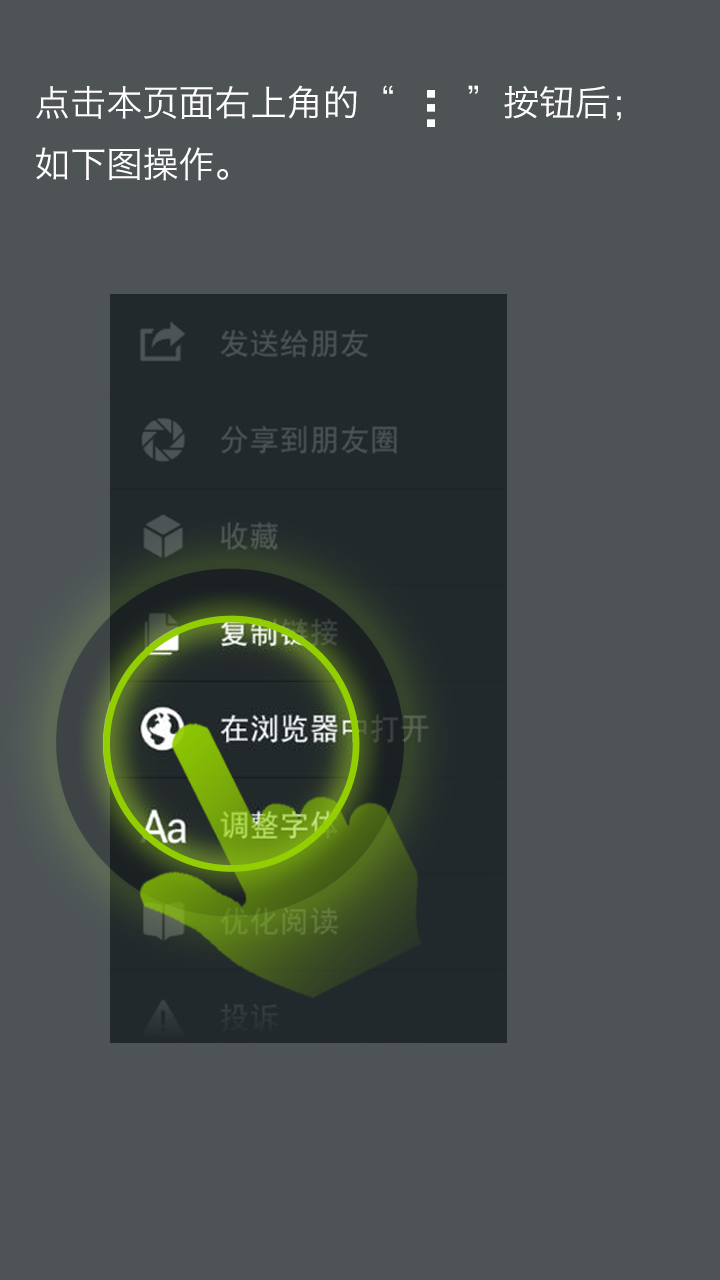 点击本页面右上角的“ ⋮ ”按钮后;
如下图操作。
发送给朋友
分享到朋友圈
收藏
复制链接
在浏览器中打开
Aa 调整字体
优化阅读
投诉